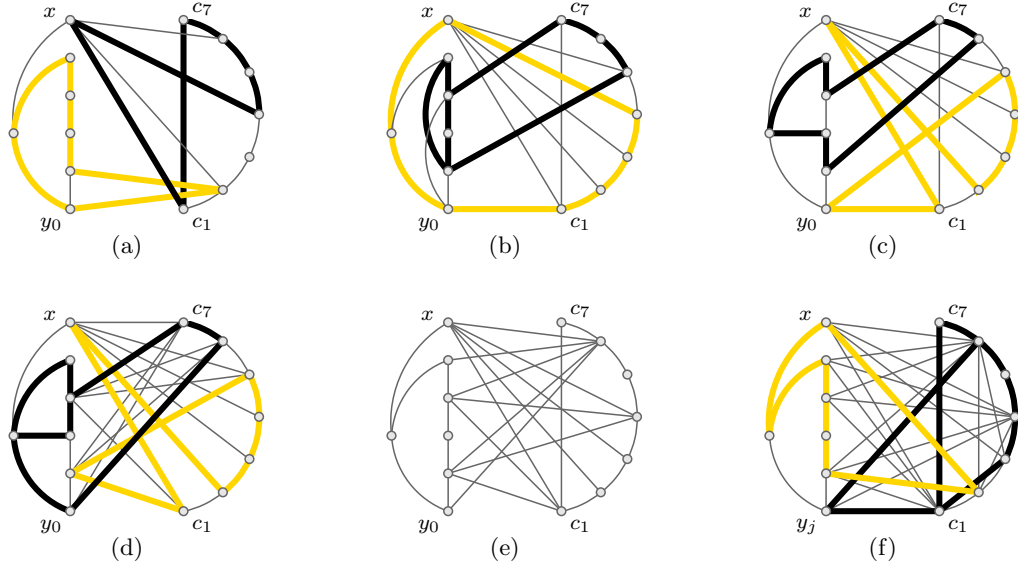 x c₇ x c₇ x c₇
y₀ c₁ y₀ c₁ y₀ c₁
(a) (b) (c)
x c₇ x c₇ x c₇
y₀ c₁ y₀ c₁ yⱼ c₁
(d) (e) (f)